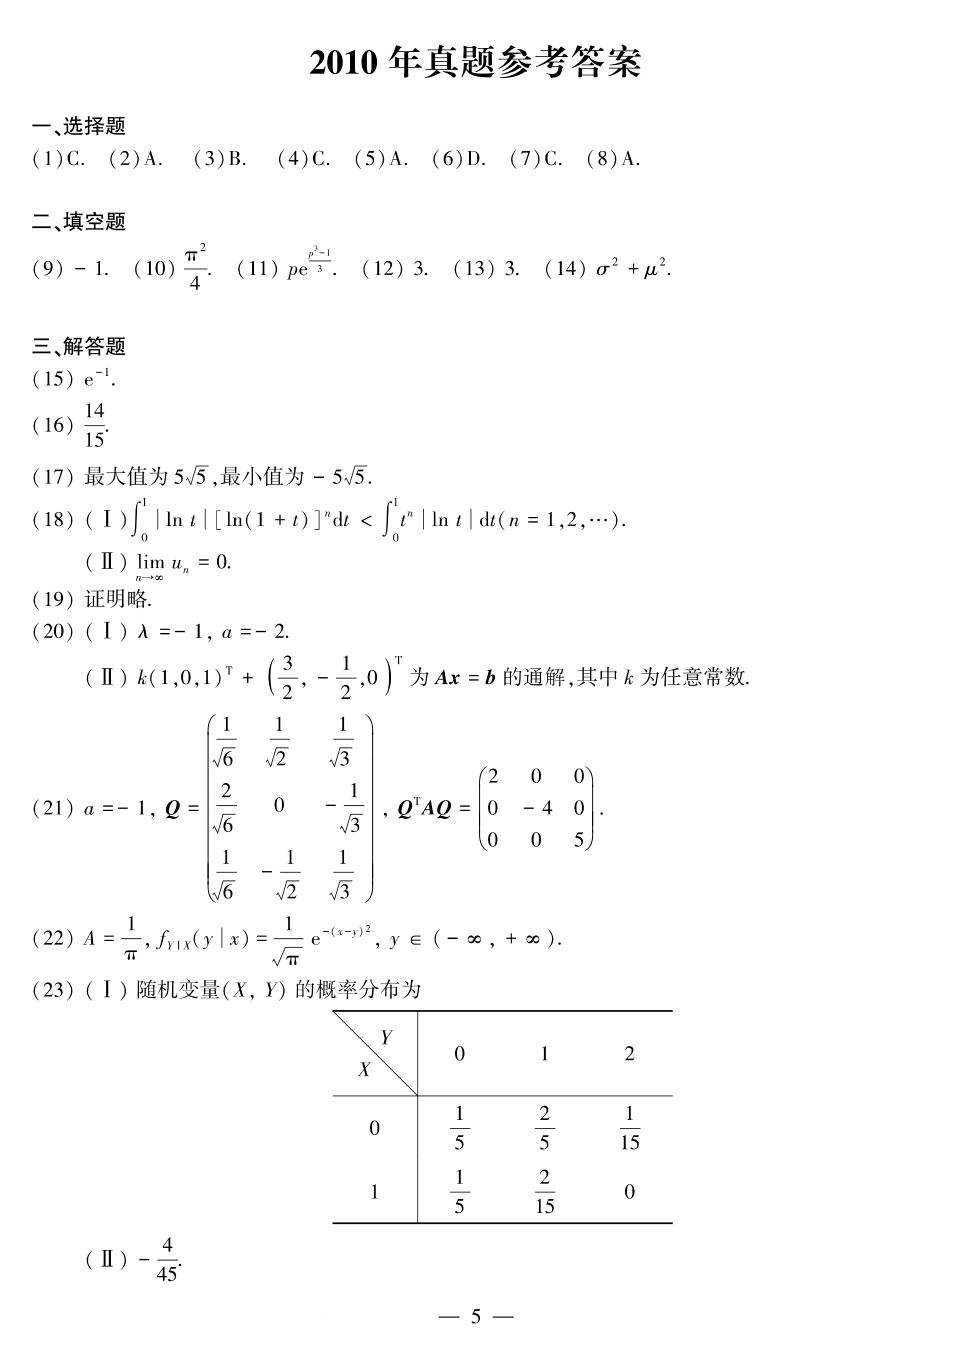 2010 年真题参考答案
一、选择题
(1)C. (2)A. (3)B. (4)C. (5)A. (6)D. (7)C. (8)A.
二、填空题
(9) − 1. (10) π²/4. (11) pe^((p³−1)/3). (12) 3. (13) 3. (14) σ² + μ².
三、解答题
(15) e⁻¹.
(16) 14/15.
(17) 最大值为 5√5,最小值为 − 5√5.
(18) (Ⅰ)∫₀¹ |ln t|[ln(1 + t)]ⁿdt < ∫₀¹ tⁿ|ln t|dt(n = 1,2,…).
(Ⅱ) lim_(n→∞) uₙ = 0.
(19) 证明略.
(20) (Ⅰ) λ =− 1, a =− 2.
(Ⅱ) k(1,0,1)ᵀ + (3/2, − 1/2, 0)ᵀ 为 Ax = b 的通解,其中 k 为任意常数.
(21) a =− 1, Q = (1/√6 1/√2 1/√3; 2/√6 0 −1/√3; 1/√6 −1/√2 1/√3), QᵀAQ = (2 0 0; 0 −4 0; 0 0 5).
(22) A = 1/π, f_(Y|X)(y|x) = 1/√π e^(−(x−y)²), y ∈ (− ∞, + ∞).
(23) (Ⅰ) 随机变量(X, Y) 的概率分布为
Y
X
0 1 2
0 1/5 2/5 1/15
1 1/5 2/15 0
(Ⅱ) − 4/45.
— 5 —